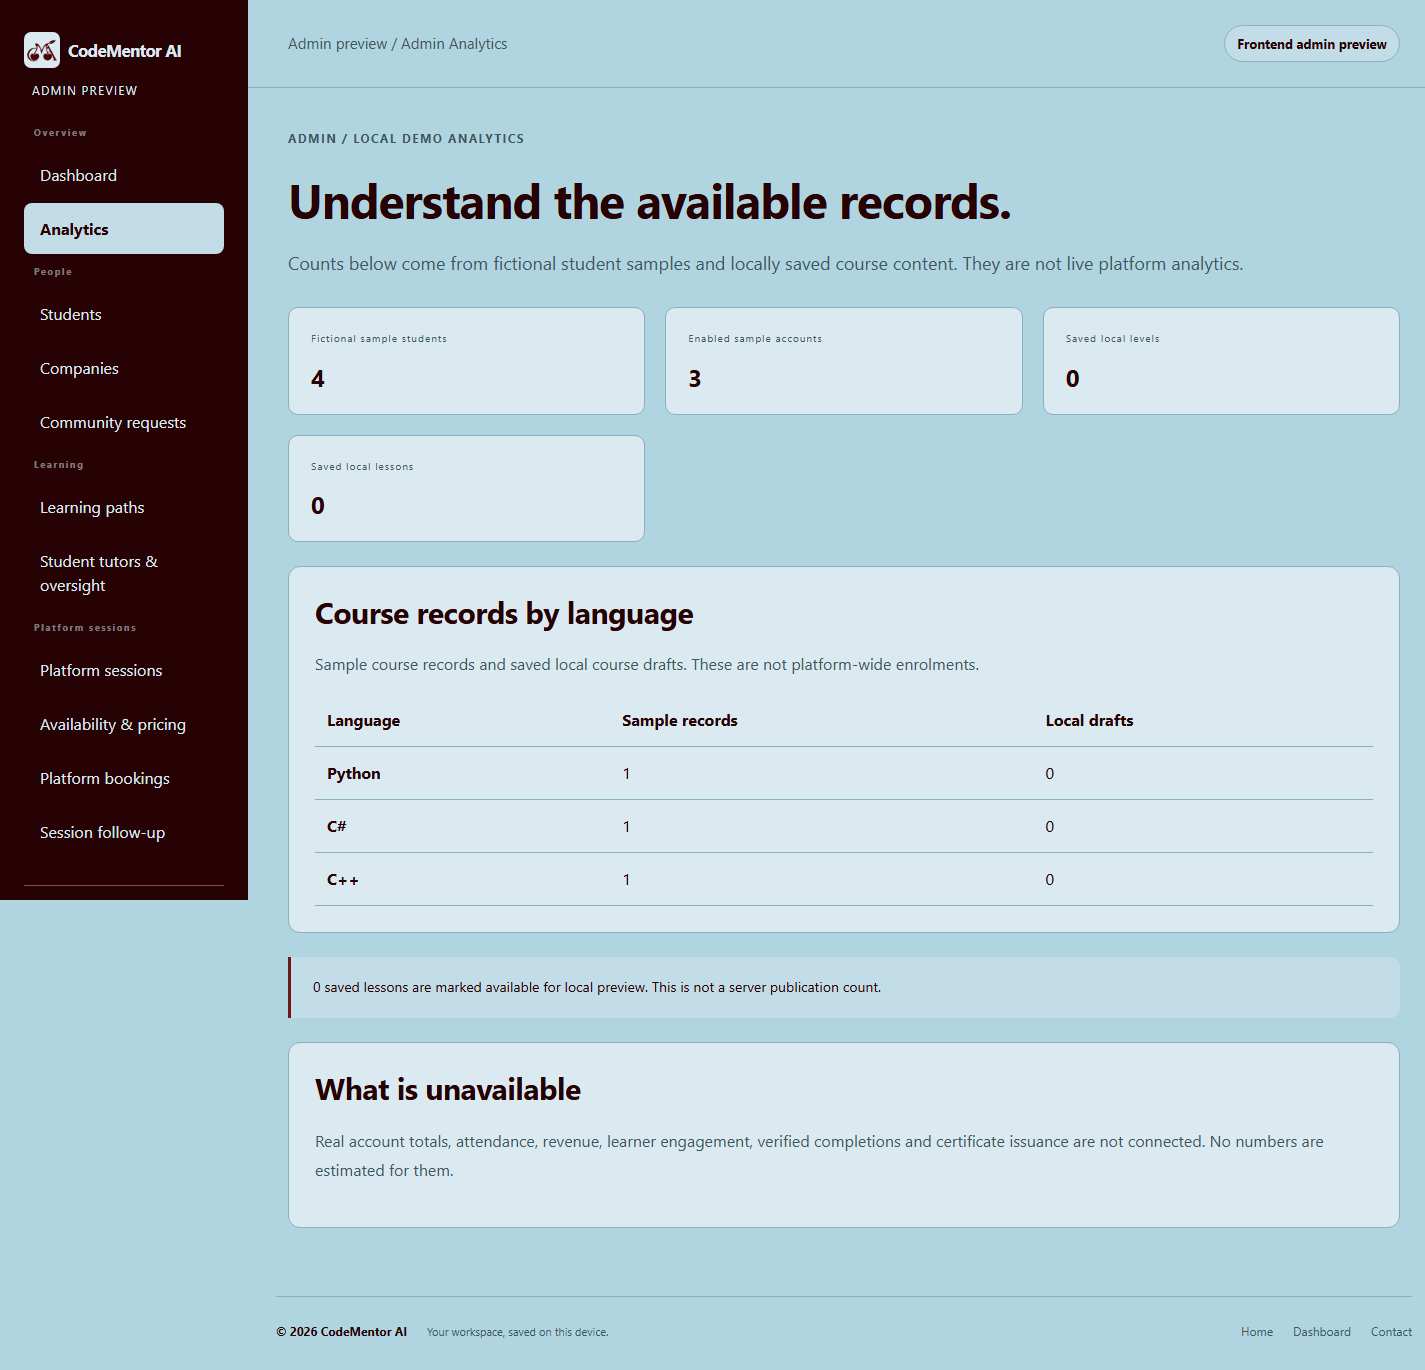 CodeMentor AI
ADMIN PREVIEW
Overview
Dashboard
Analytics
People
Students
Companies
Community requests
Learning
Learning paths
Student tutors &
oversight
Platform sessions
Platform sessions
Availability & pricing
Platform bookings
Session follow-up
Admin preview / Admin Analytics
Frontend admin preview
ADMIN / LOCAL DEMO ANALYTICS
Understand the available records.
Counts below come from fictional student samples and locally saved course content. They are not live platform analytics.
Fictional sample students
4
Enabled sample accounts
3
Saved local levels
0
Saved local lessons
0
Course records by language
Sample course records and saved local course drafts. These are not platform-wide enrolments.
Language Sample records Local drafts
Python 1 0
C# 1 0
C++ 1 0
0 saved lessons are marked available for local preview. This is not a server publication count.
What is unavailable
Real account totals, attendance, revenue, learner engagement, verified completions and certificate issuance are not connected. No numbers are
estimated for them.
© 2026 CodeMentor AI Your workspace, saved on this device. Home Dashboard Contact